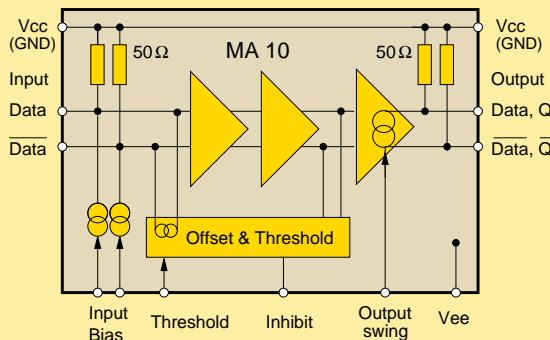 Vcc
(GND)
50Ω
MA 10
50Ω
Vcc
(GND)
Input
Output
Data
Data, Q
Data
Data, Q
Offset & Threshold
Input
Bias
Threshold
Inhibit
Output
swing
Vee